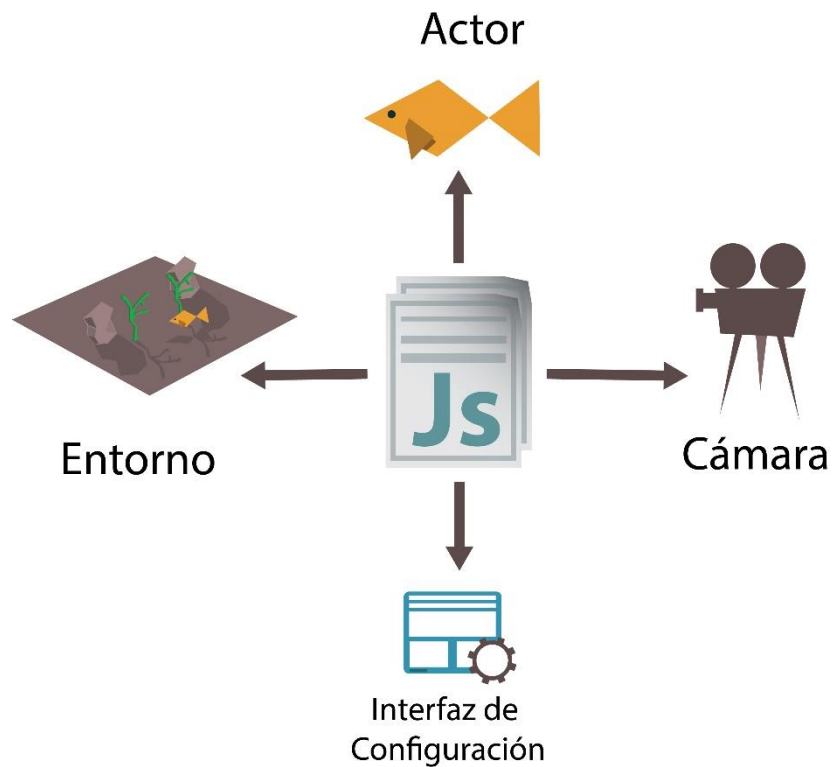 Actor
Js
Entorno
Cámara
Interfaz de
Configuración